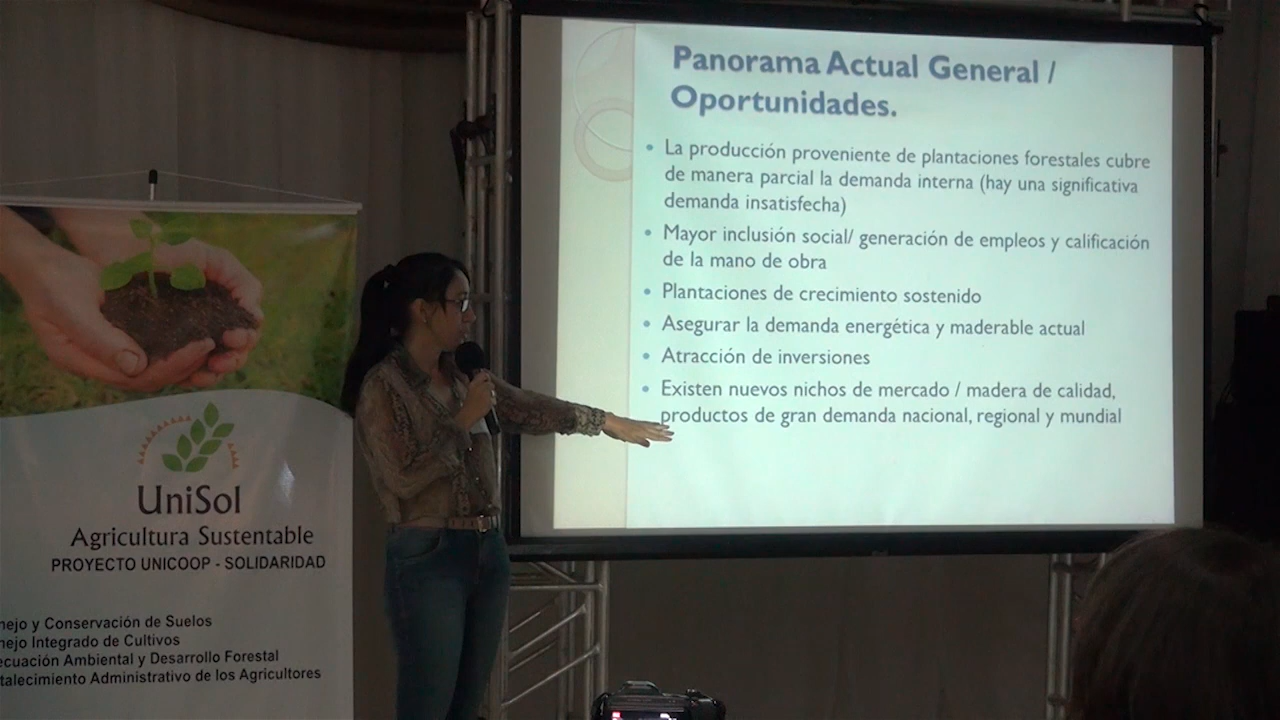 Panorama Actual General /
Oportunidades.
• La producción proveniente de plantaciones forestales cubre
de manera parcial la demanda interna (hay una significativa
demanda insatisfecha)
• Mayor inclusión social/ generación de empleos y calificación
de la mano de obra
• Plantaciones de crecimiento sostenido
• Asegurar la demanda energética y maderable actual
• Atracción de inversiones
• Existen nuevos nichos de mercado / madera de calidad,
productos de gran demanda nacional, regional y mundial
UniSol
Agricultura Sustentable
PROYECTO UNICOOP - SOLIDARIDAD
nejo y Conservación de Suelos
nejo Integrado de Cultivos
ecuación Ambiental y Desarrollo Forestal
talecimiento Administrativo de los Agricultores